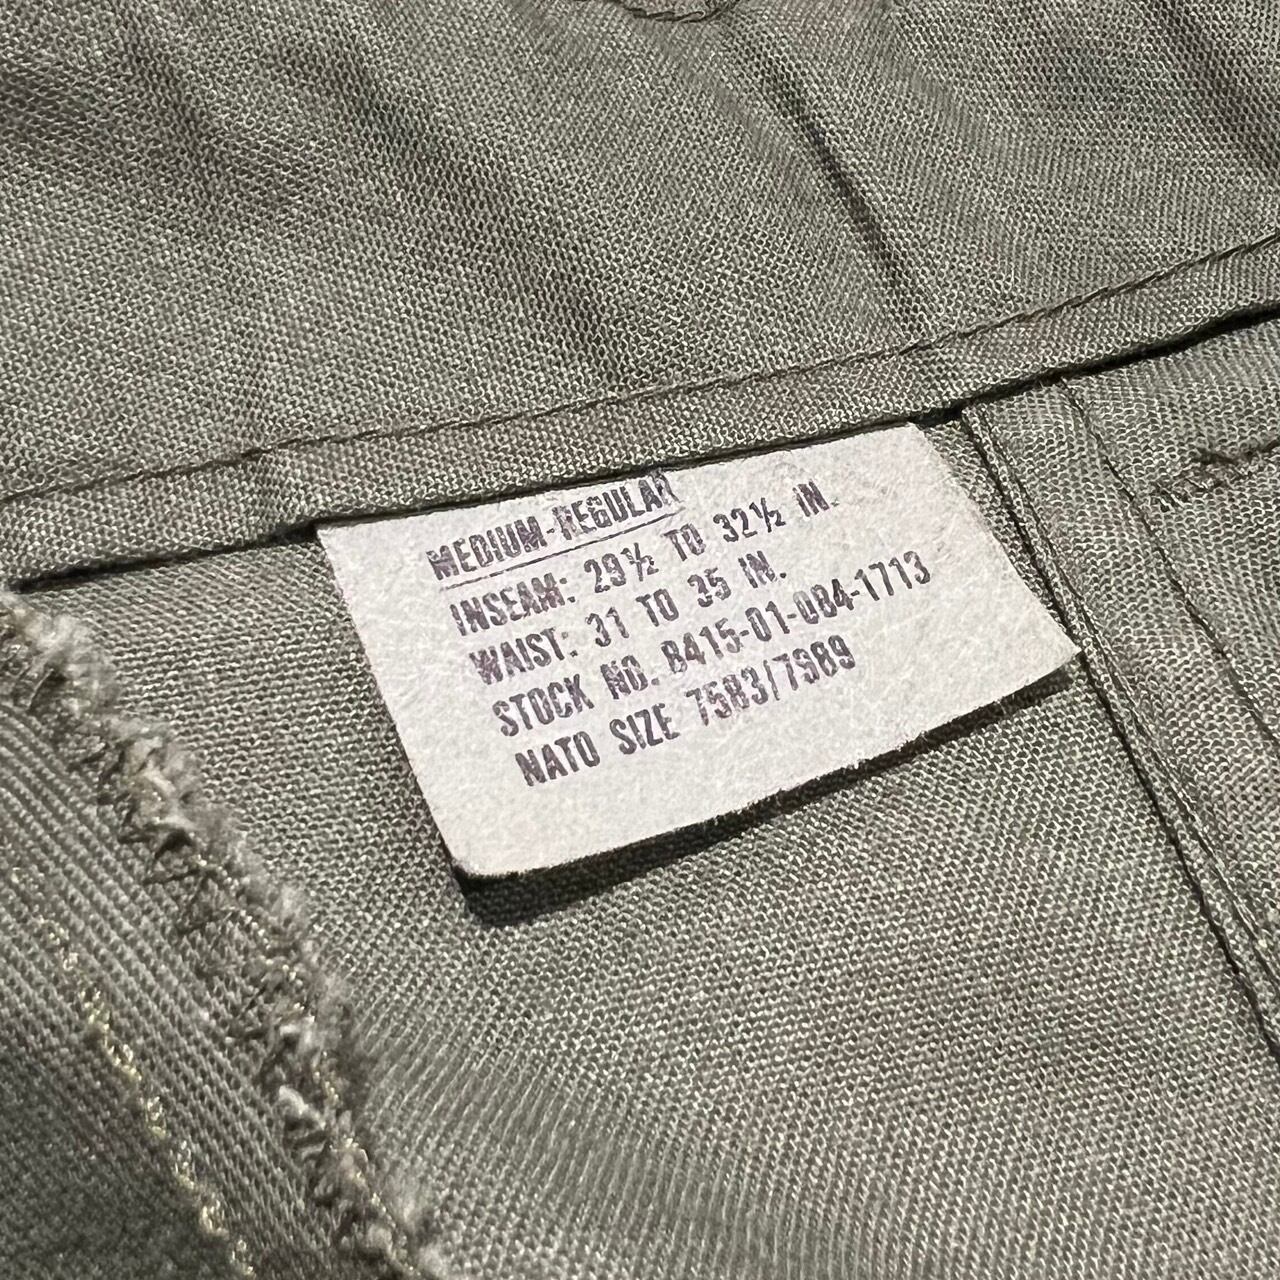 MEDIUM-REGULAR
INSEAM: 29½ TO 32½ IN.
WAIST: 31 TO 35 IN.
STOCK NO. 8415-01-084-1713
NATO SIZE 7583/7989